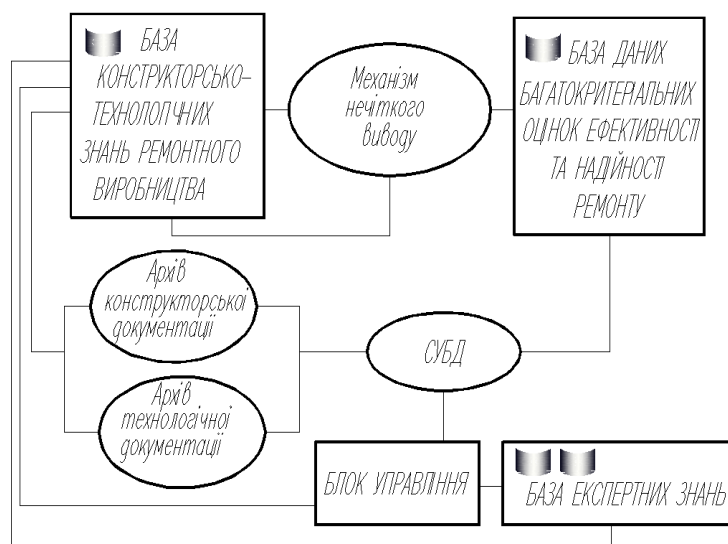 БАЗА
КОНСТРУКТОРСЬКО–
ТЕХНОЛОГІЧНИХ
ЗНАНЬ РЕМОНТНОГО
ВИРОБНИЦТВА
Механізм
нечіткого
виводу
БАЗА ДАНИХ
БАГАТОКРИТЕРІАЛЬНИХ
ОЦІНОК ЕФЕКТИВНОСТІ
ТА НАДІЙНОСТІ
РЕМОНТУ
Архів
конструкторської
документації
СУБД
Архів
технологічної
документації
БЛОК УПРАВЛІННЯ
БАЗА ЕКСПЕРТНИХ ЗНАНЬ